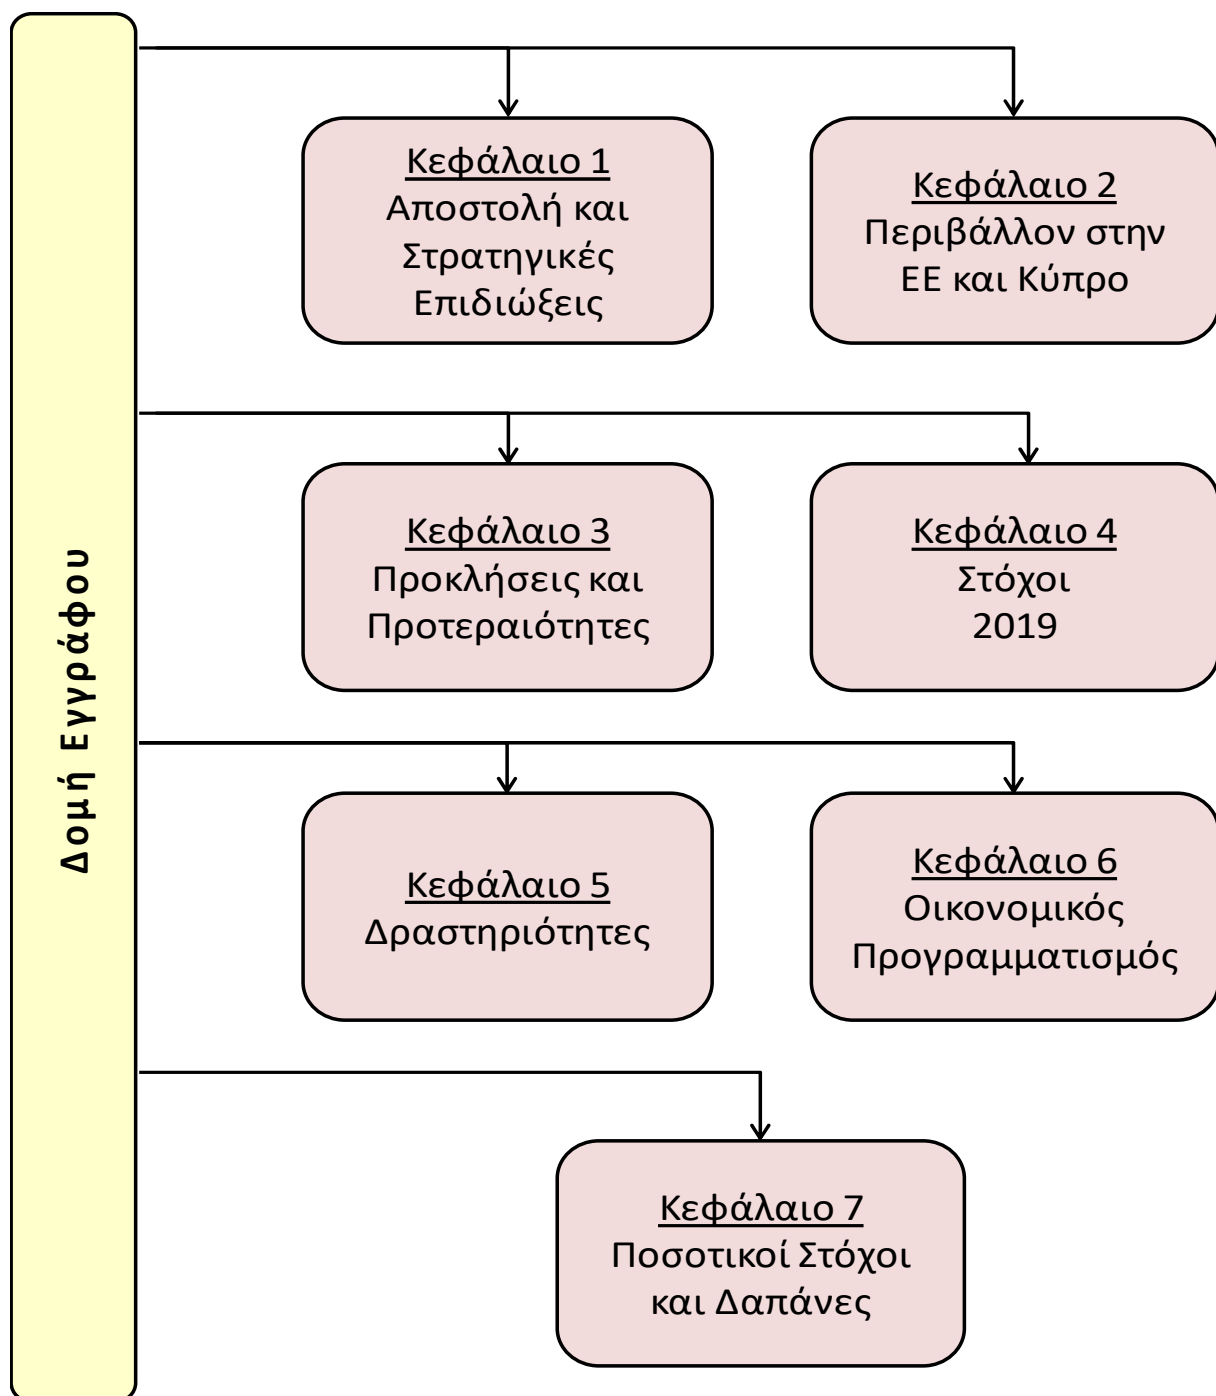 Δομή Εγγράφου
Κεφάλαιο 1
Αποστολή και
Στρατηγικές
Επιδιώξεις
Κεφάλαιο 2
Περιβάλλον στην
ΕΕ και Κύπρο
Κεφάλαιο 3
Προκλήσεις και
Προτεραιότητες
Κεφάλαιο 4
Στόχοι
2019
Κεφάλαιο 5
Δραστηριότητες
Κεφάλαιο 6
Οικονομικός
Προγραμματισμός
Κεφάλαιο 7
Ποσοτικοί Στόχοι
και Δαπάνες